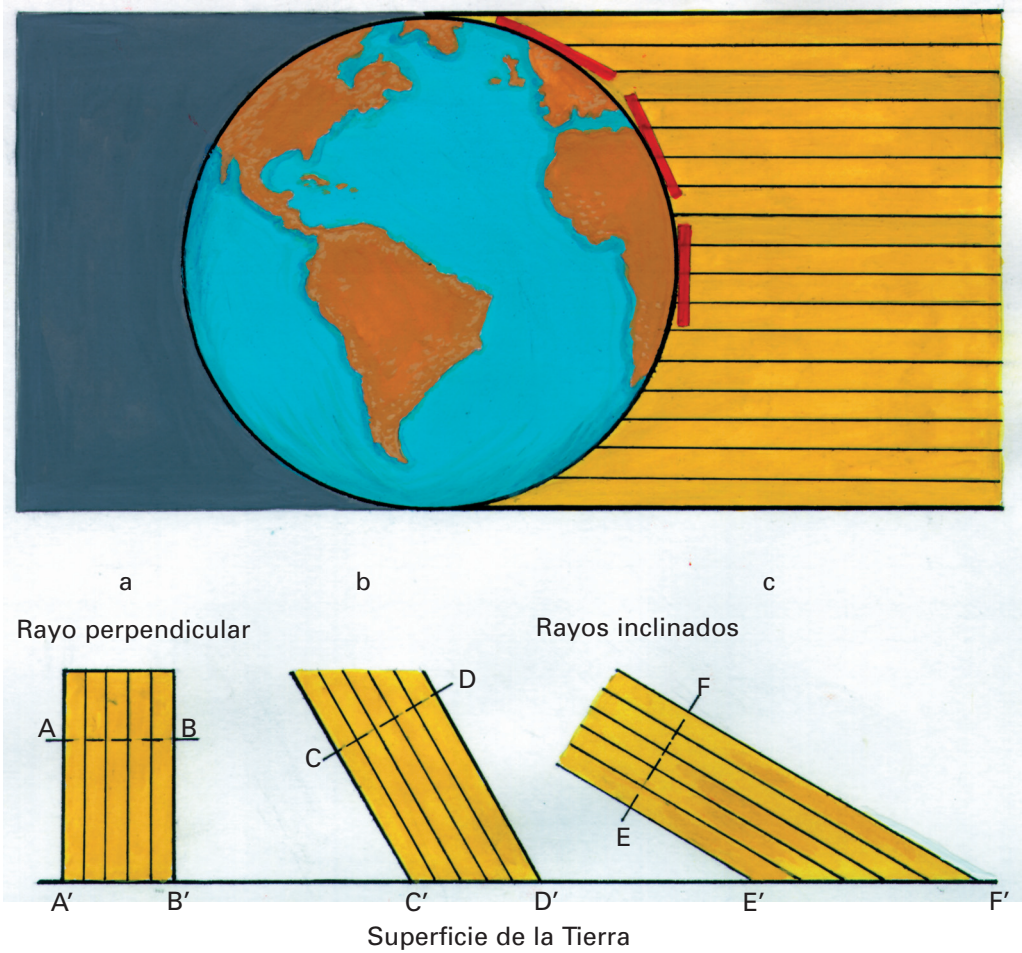 a b c
Rayo perpendicular Rayos inclinados
A B C D E F
A' B' C' D' E' F'
Superficie de la Tierra